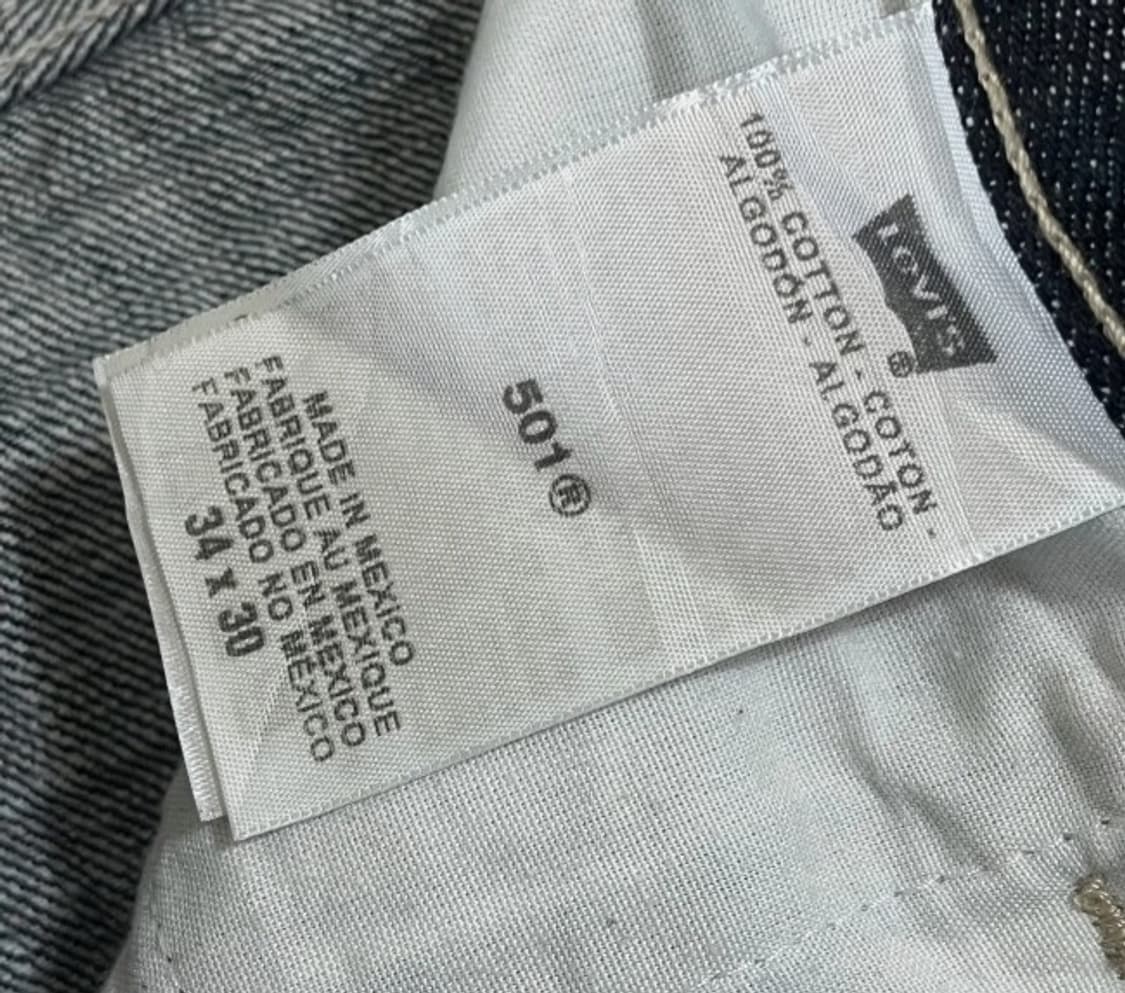 Levi's
®
100% COTTON - COTON -
ALGODÓN - ALGODÃO
501®
MADE IN MEXICO
FABRIQUE AU MEXIQUE
FABRICADO EN MEXICO
FABRICADO NO MÉXICO
34 x 30